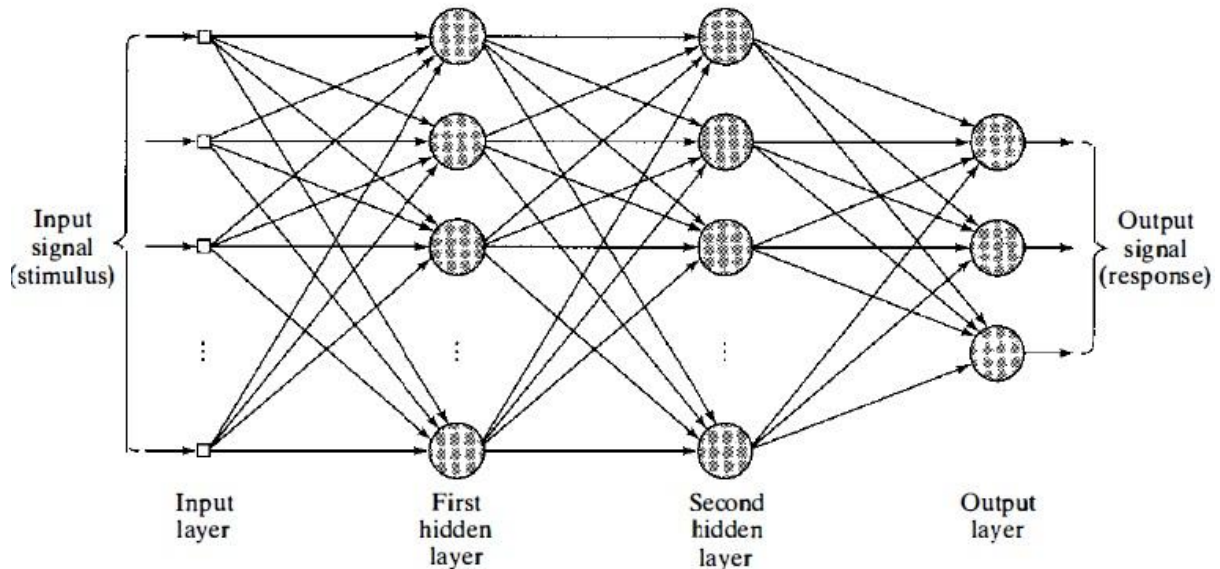 Input
signal
(stimulus)
Output
signal
(response)
Input
layer
First
hidden
layer
Second
hidden
layer
Output
layer